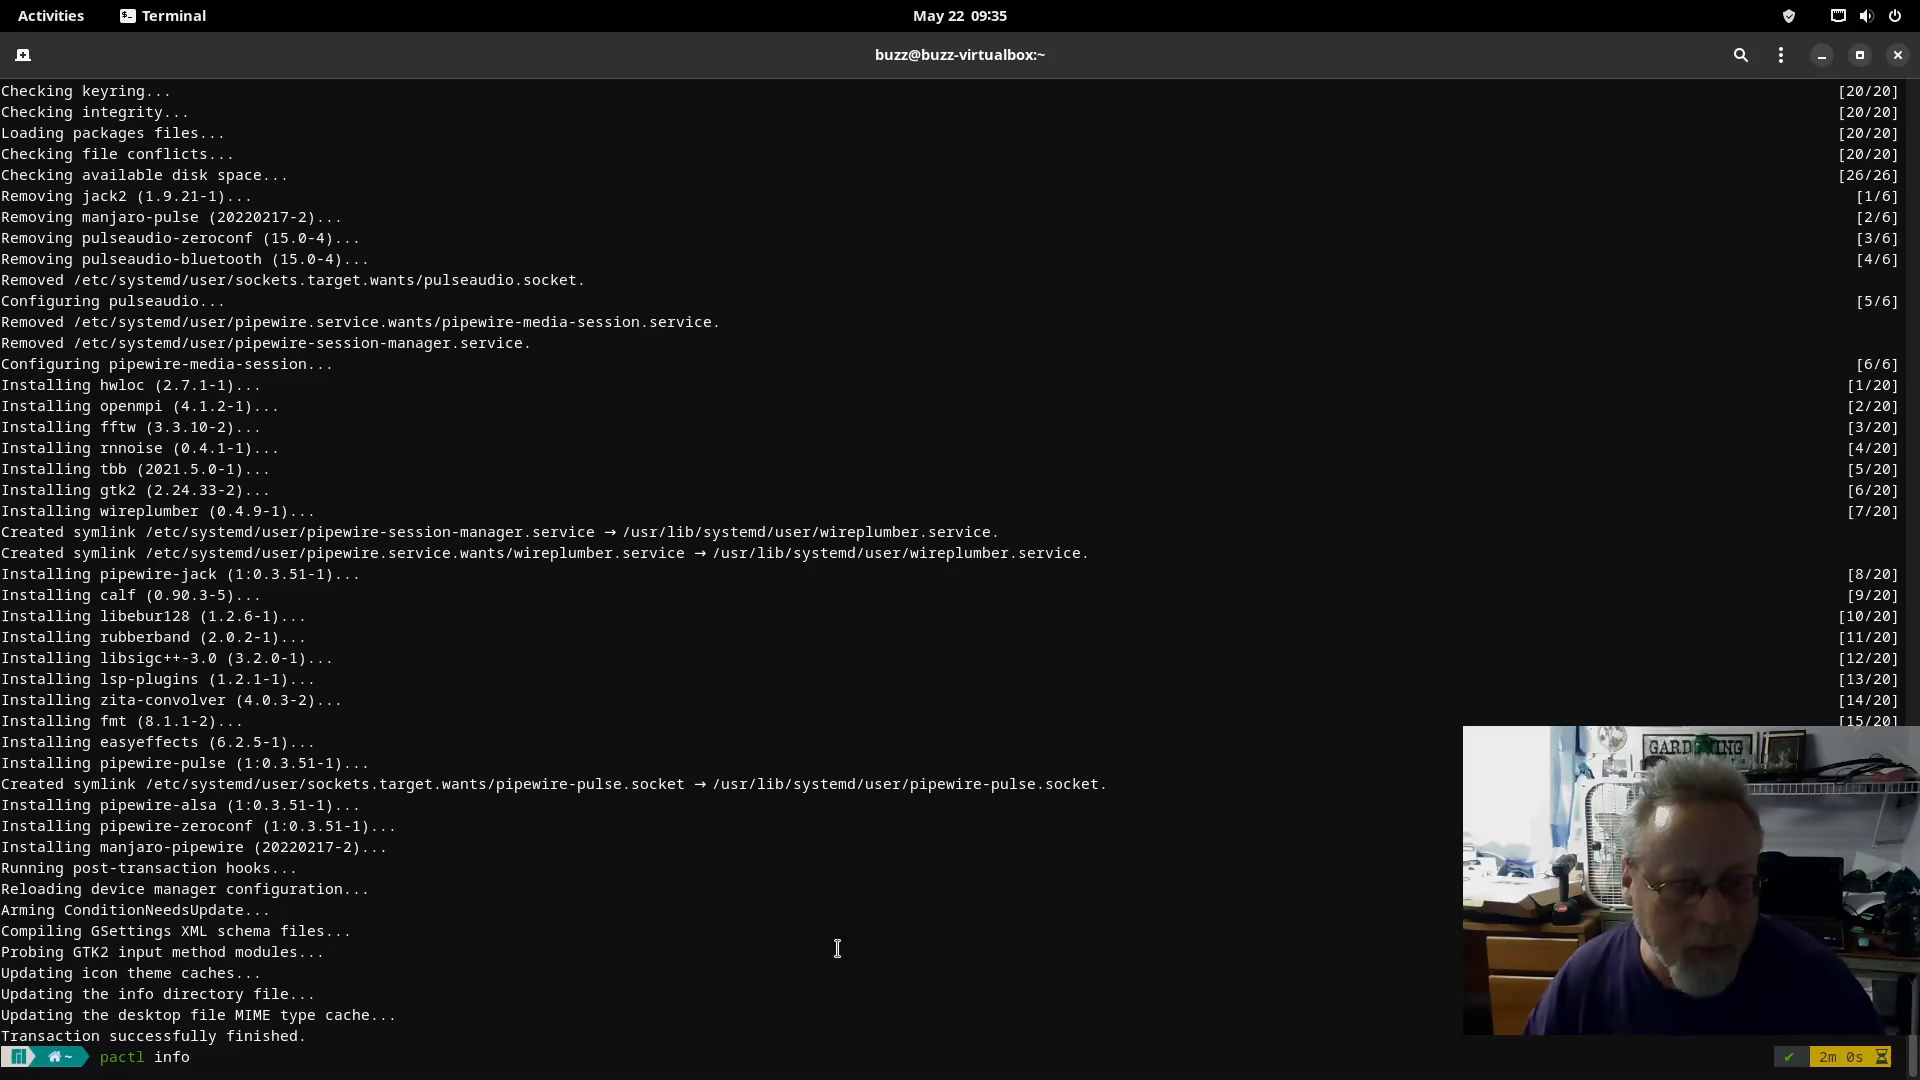 Activities Terminal May 22 09:35
buzz@buzz-virtualbox:~
Checking keyring... [20/20]
Checking integrity... [20/20]
Loading packages files... [20/20]
Checking file conflicts... [20/20]
Checking available disk space... [26/26]
Removing jack2 (1.9.21-1)... [1/6]
Removing manjaro-pulse (20220217-2)... [2/6]
Removing pulseaudio-zeroconf (15.0-4)... [3/6]
Removing pulseaudio-bluetooth (15.0-4)... [4/6]
Removed /etc/systemd/user/sockets.target.wants/pulseaudio.socket.
Configuring pulseaudio... [5/6]
Removed /etc/systemd/user/pipewire.service.wants/pipewire-media-session.service.
Removed /etc/systemd/user/pipewire-session-manager.service.
Configuring pipewire-media-session... [6/6]
Installing hwloc (2.7.1-1)... [1/20]
Installing openmpi (4.1.2-1)... [2/20]
Installing fftw (3.3.10-2)... [3/20]
Installing rnnoise (0.4.1-1)... [4/20]
Installing tbb (2021.5.0-1)... [5/20]
Installing gtk2 (2.24.33-2)... [6/20]
Installing wireplumber (0.4.9-1)... [7/20]
Created symlink /etc/systemd/user/pipewire-session-manager.service → /usr/lib/systemd/user/wireplumber.service.
Created symlink /etc/systemd/user/pipewire.service.wants/wireplumber.service → /usr/lib/systemd/user/wireplumber.service.
Installing pipewire-jack (1:0.3.51-1)... [8/20]
Installing calf (0.90.3-5)... [9/20]
Installing libebur128 (1.2.6-1)... [10/20]
Installing rubberband (2.0.2-1)... [11/20]
Installing libsigc++-3.0 (3.2.0-1)... [12/20]
Installing lsp-plugins (1.2.1-1)... [13/20]
Installing zita-convolver (4.0.3-2)... [14/20]
Installing fmt (8.1.1-2)... [15/20]
Installing easyeffects (6.2.5-1)...
Installing pipewire-pulse (1:0.3.51-1)...
Created symlink /etc/systemd/user/sockets.target.wants/pipewire-pulse.socket → /usr/lib/systemd/user/pipewire-pulse.socket.
Installing pipewire-alsa (1:0.3.51-1)...
Installing pipewire-zeroconf (1:0.3.51-1)...
Installing manjaro-pipewire (20220217-2)...
Running post-transaction hooks...
Reloading device manager configuration...
Arming ConditionNeedsUpdate...
Compiling GSettings XML schema files...
Probing GTK2 input method modules...
Updating icon theme caches...
Updating the info directory file...
Updating the desktop file MIME type cache...
Transaction successfully finished.
~ pactl info ✔ 2m 0s
GARDENING